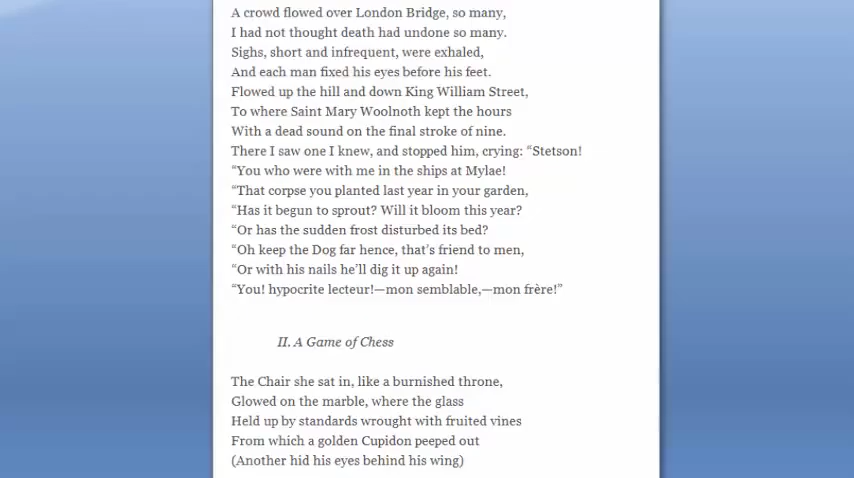 A crowd flowed over London Bridge, so many,
I had not thought death had undone so many.
Sighs, short and infrequent, were exhaled,
And each man fixed his eyes before his feet.
Flowed up the hill and down King William Street,
To where Saint Mary Woolnoth kept the hours
With a dead sound on the final stroke of nine.
There I saw one I knew, and stopped him, crying: “Stetson!
“You who were with me in the ships at Mylae!
“That corpse you planted last year in your garden,
“Has it begun to sprout? Will it bloom this year?
“Or has the sudden frost disturbed its bed?
“Oh keep the Dog far hence, that’s friend to men,
“Or with his nails he’ll dig it up again!
“You! hypocrite lecteur!—mon semblable,—mon frère!”
II. A Game of Chess
The Chair she sat in, like a burnished throne,
Glowed on the marble, where the glass
Held up by standards wrought with fruited vines
From which a golden Cupidon peeped out
(Another hid his eyes behind his wing)